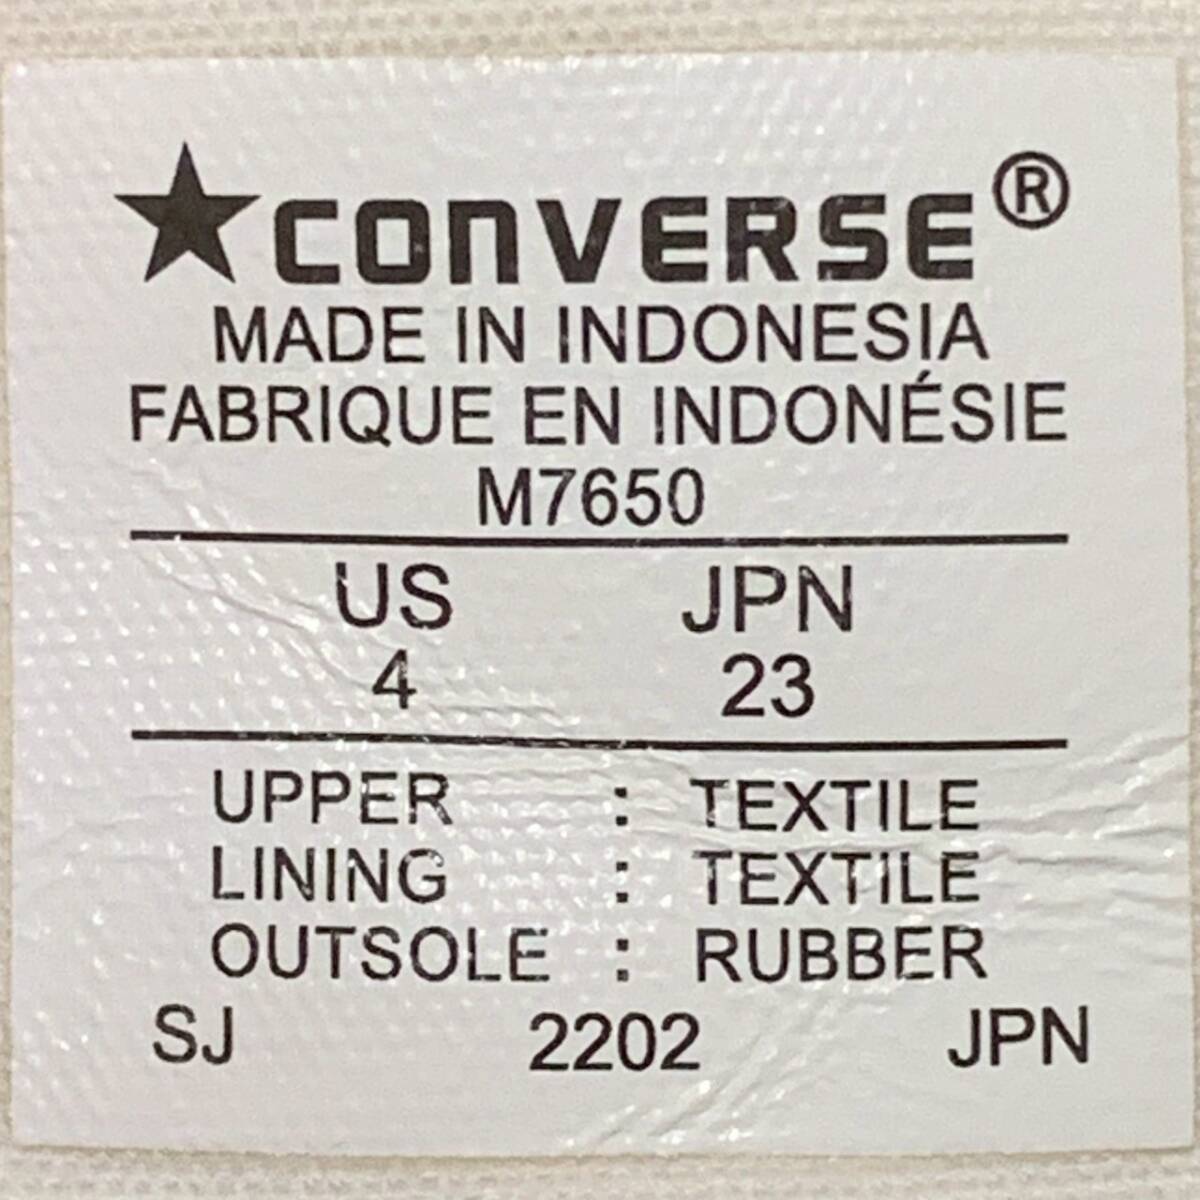 ★CONVERSE®
MADE IN INDONESIA
FABRIQUE EN INDONÉSIE
M7650
US JPN
4 23
UPPER : TEXTILE
LINING : TEXTILE
OUTSOLE : RUBBER
SJ 2202 JPN